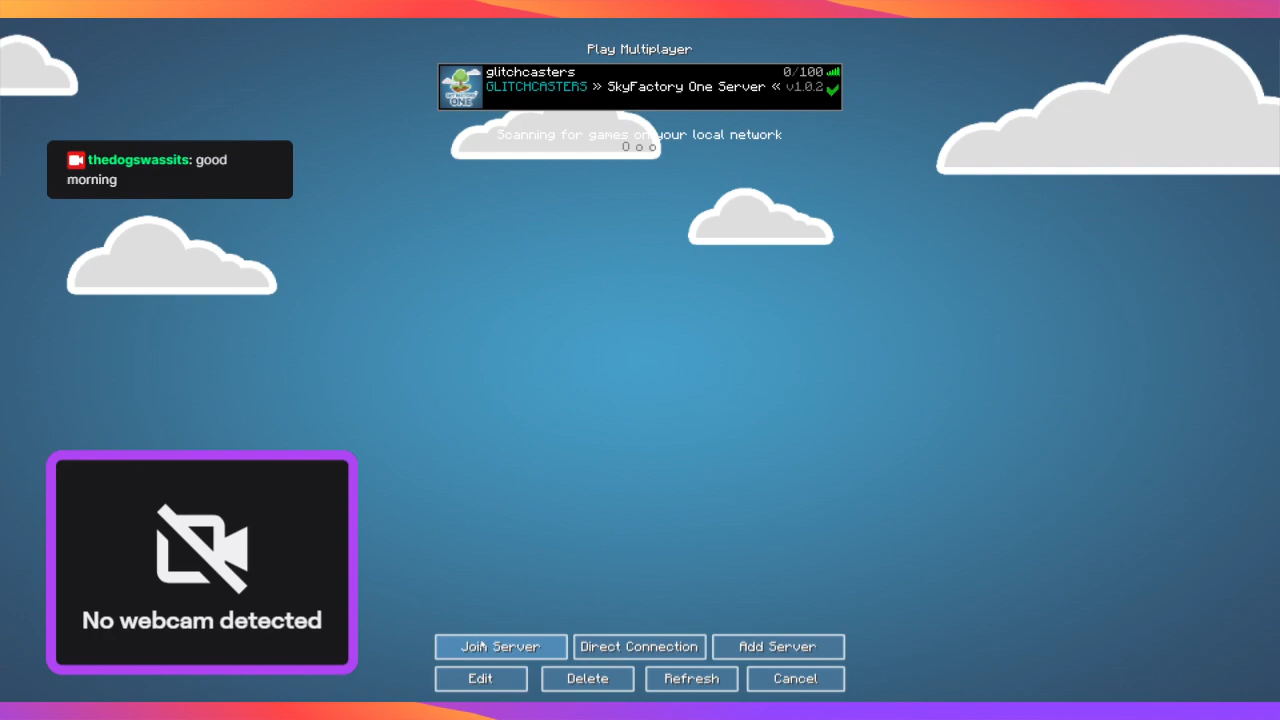 Play Multiplayer
glitchcasters 0/100
GLITCHCASTERS » SkyFactory One Server « v1.0.2
ONE
Scanning for games on your local network
O o o
thedogswassits: good
morning
No webcam detected
Join Server Direct Connection Add Server
Edit Delete Refresh Cancel